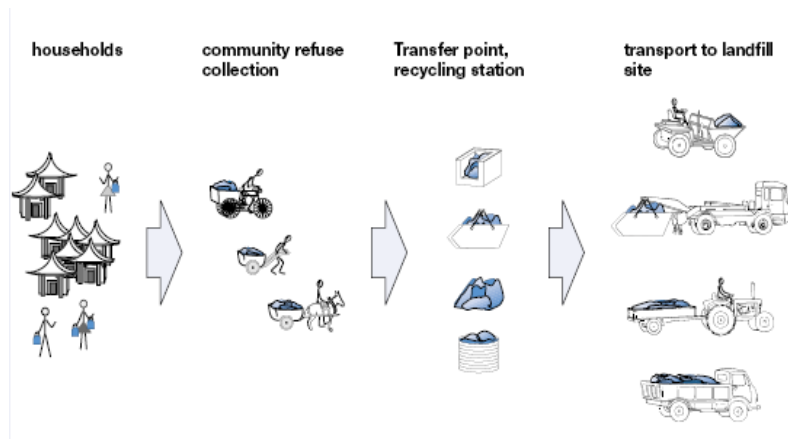 households
community refuse
collection
Transfer point,
recycling station
transport to landfill
site